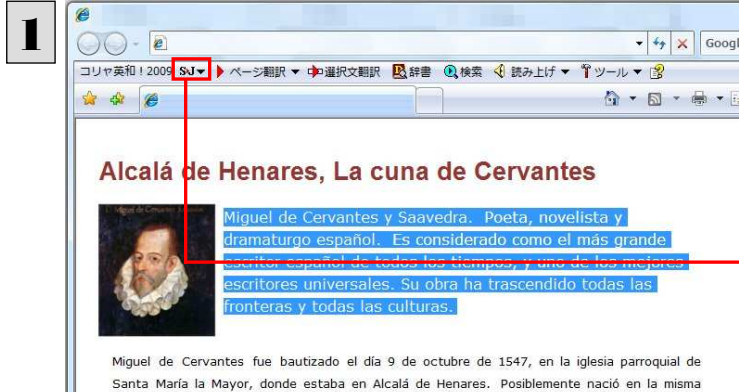 1
Googl
コリャ英和!2009 S›J▼ ページ翻訳 ▼ 選択文翻訳 辞書 検索 読み上げ ▼ ツール ▼
Alcalá de Henares, La cuna de Cervantes
Miguel de Cervantes y Saavedra. Poeta, novelista y
dramaturgo español. Es considerado como el más grande
escritor español de todos los tiempos, y uno de los mejores
escritores universales. Su obra ha trascendido todas las
fronteras y todas las culturas.
Miguel de Cervantes fue bautizado el día 9 de octubre de 1547, en la iglesia parroquial de
Santa María la Mayor, donde estaba en Alcalá de Henares. Posiblemente nació en la misma